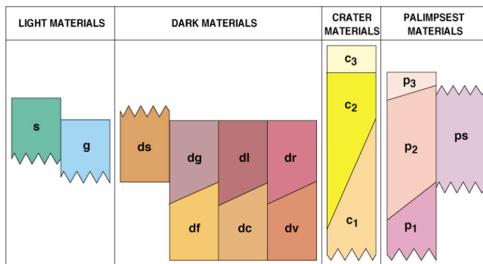 LIGHT MATERIALS
DARK MATERIALS
CRATER
MATERIALS
PALIMPSEST
MATERIALS
s
g
ds
dg
dl
dr
df
dc
dv
c3
c2
c1
p3
p2
p1
ps